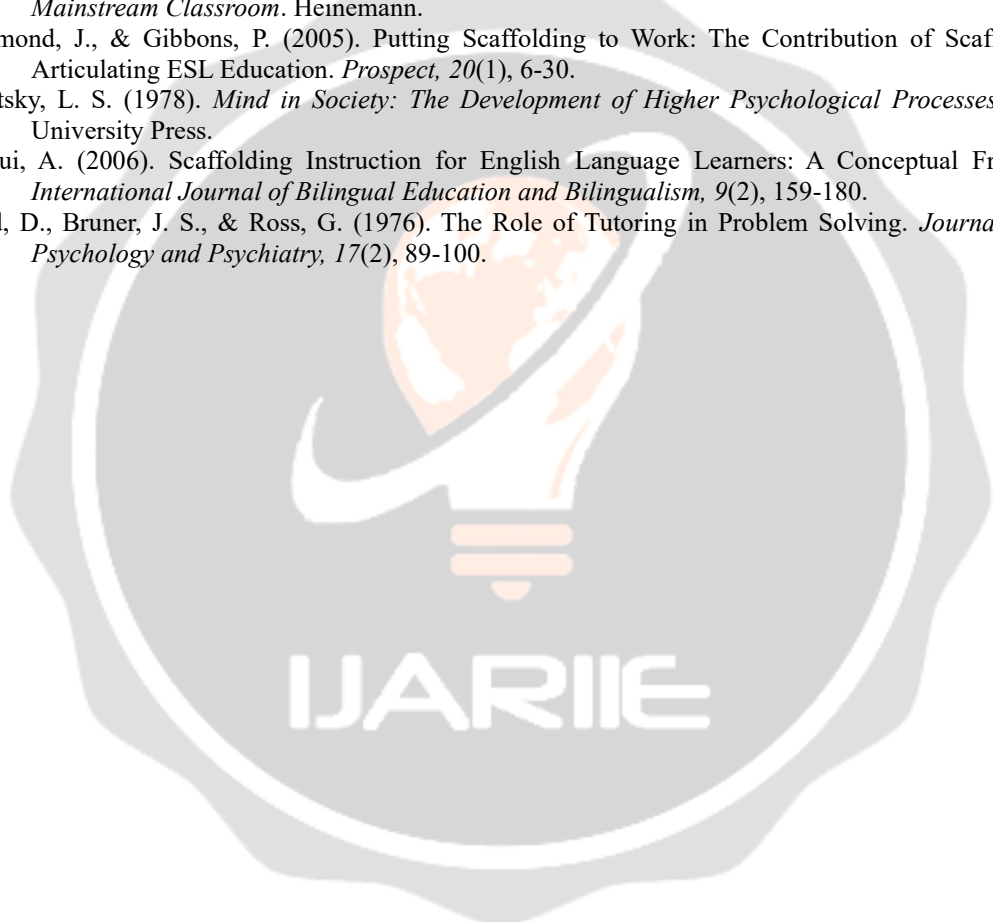 Mainstream Classroom. Heinemann.
mond, J., & Gibbons, P. (2005). Putting Scaffolding to Work: The Contribution of Scaf
Articulating ESL Education. Prospect, 20(1), 6-30.
tsky, L. S. (1978). Mind in Society: The Development of Higher Psychological Processes
University Press.
ui, A. (2006). Scaffolding Instruction for English Language Learners: A Conceptual Fr
International Journal of Bilingual Education and Bilingualism, 9(2), 159-180.
l, D., Bruner, J. S., & Ross, G. (1976). The Role of Tutoring in Problem Solving. Journa
Psychology and Psychiatry, 17(2), 89-100.
IJARIIE